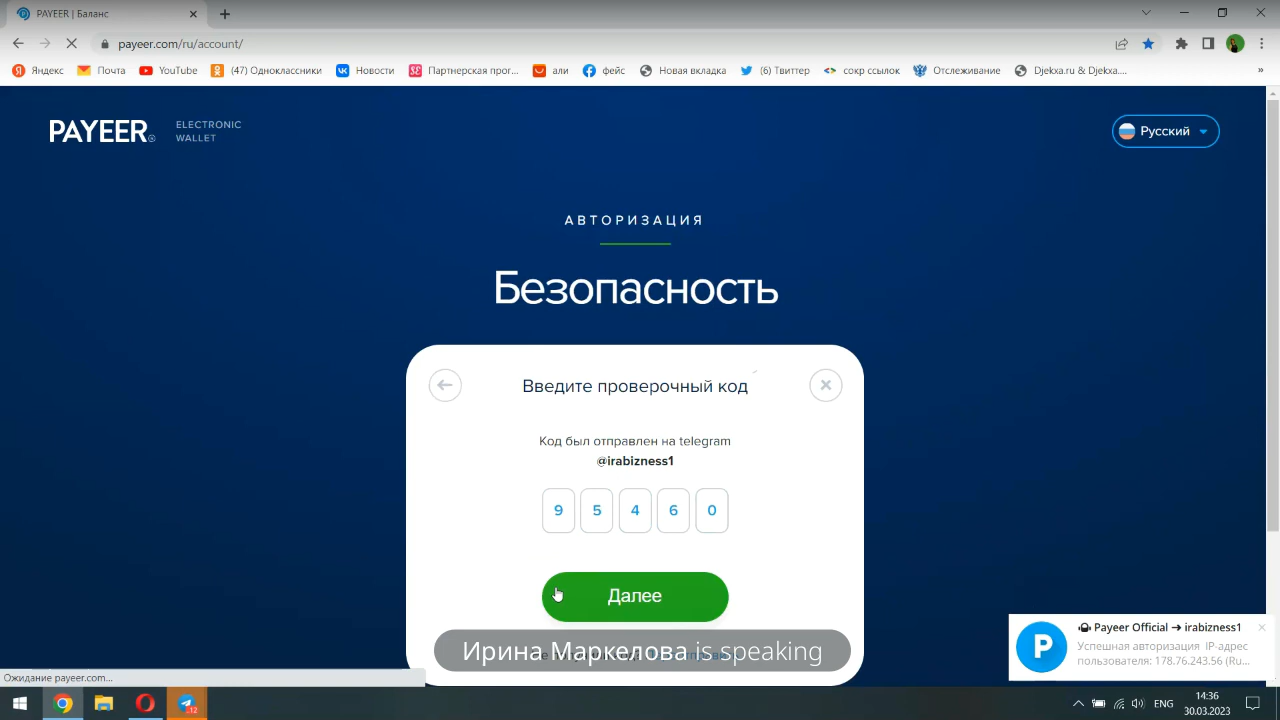 PAYEER | Баланс
payeer.com/ru/account/
Яндекс
Почта
YouTube
(47) Одноклассники
Новости
Партнерская прог...
али
фейс
Новая вкладка
(6) Твиттер
сокр ссылок
Отслеживание
Djekxa.ru & Djekxa....
»
PAYEER®
ELECTRONIC
WALLET
Русский
АВТОРИЗАЦИЯ
Безопасность
Введите проверочный код
Код был отправлен на telegram
@irabizness1
9 5 4 6 0
Далее
Ирина Маркелова is speaking
Payeer Official ➜ irabizness1
Успешная авторизация IP-адрес
пользователя: 178.76.243.56 (Ru...
Ожидание payeer.com...
12
ENG
14:36
30.03.2023